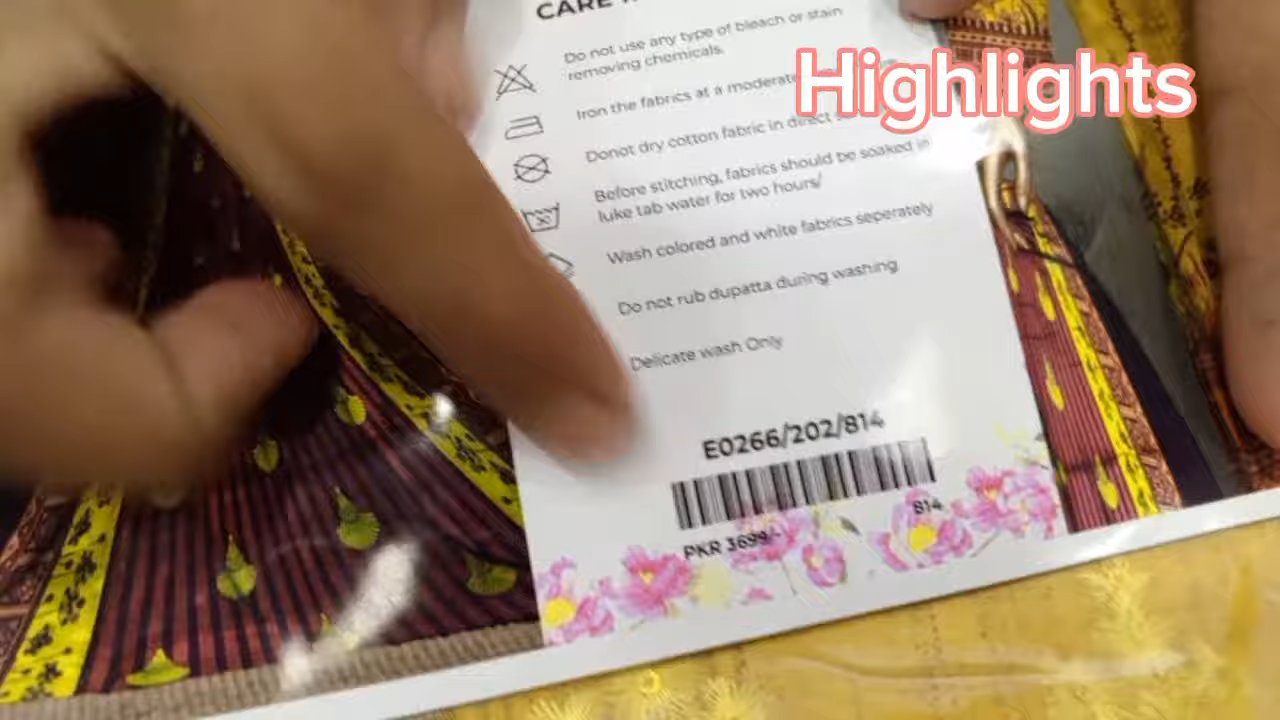 CARE
Highlights
Do not use any type of bleach or stain
removing chemicals.
Iron the fabrics at a moderate
Donot dry cotton fabric in direct
Before stitching, fabrics should be soaked in
luke tab water for two hours/
Wash colored and white fabrics seperately
Do not rub dupatta during washing
Delicate wash Only
E0266/202/814
814
PKR 3699/-